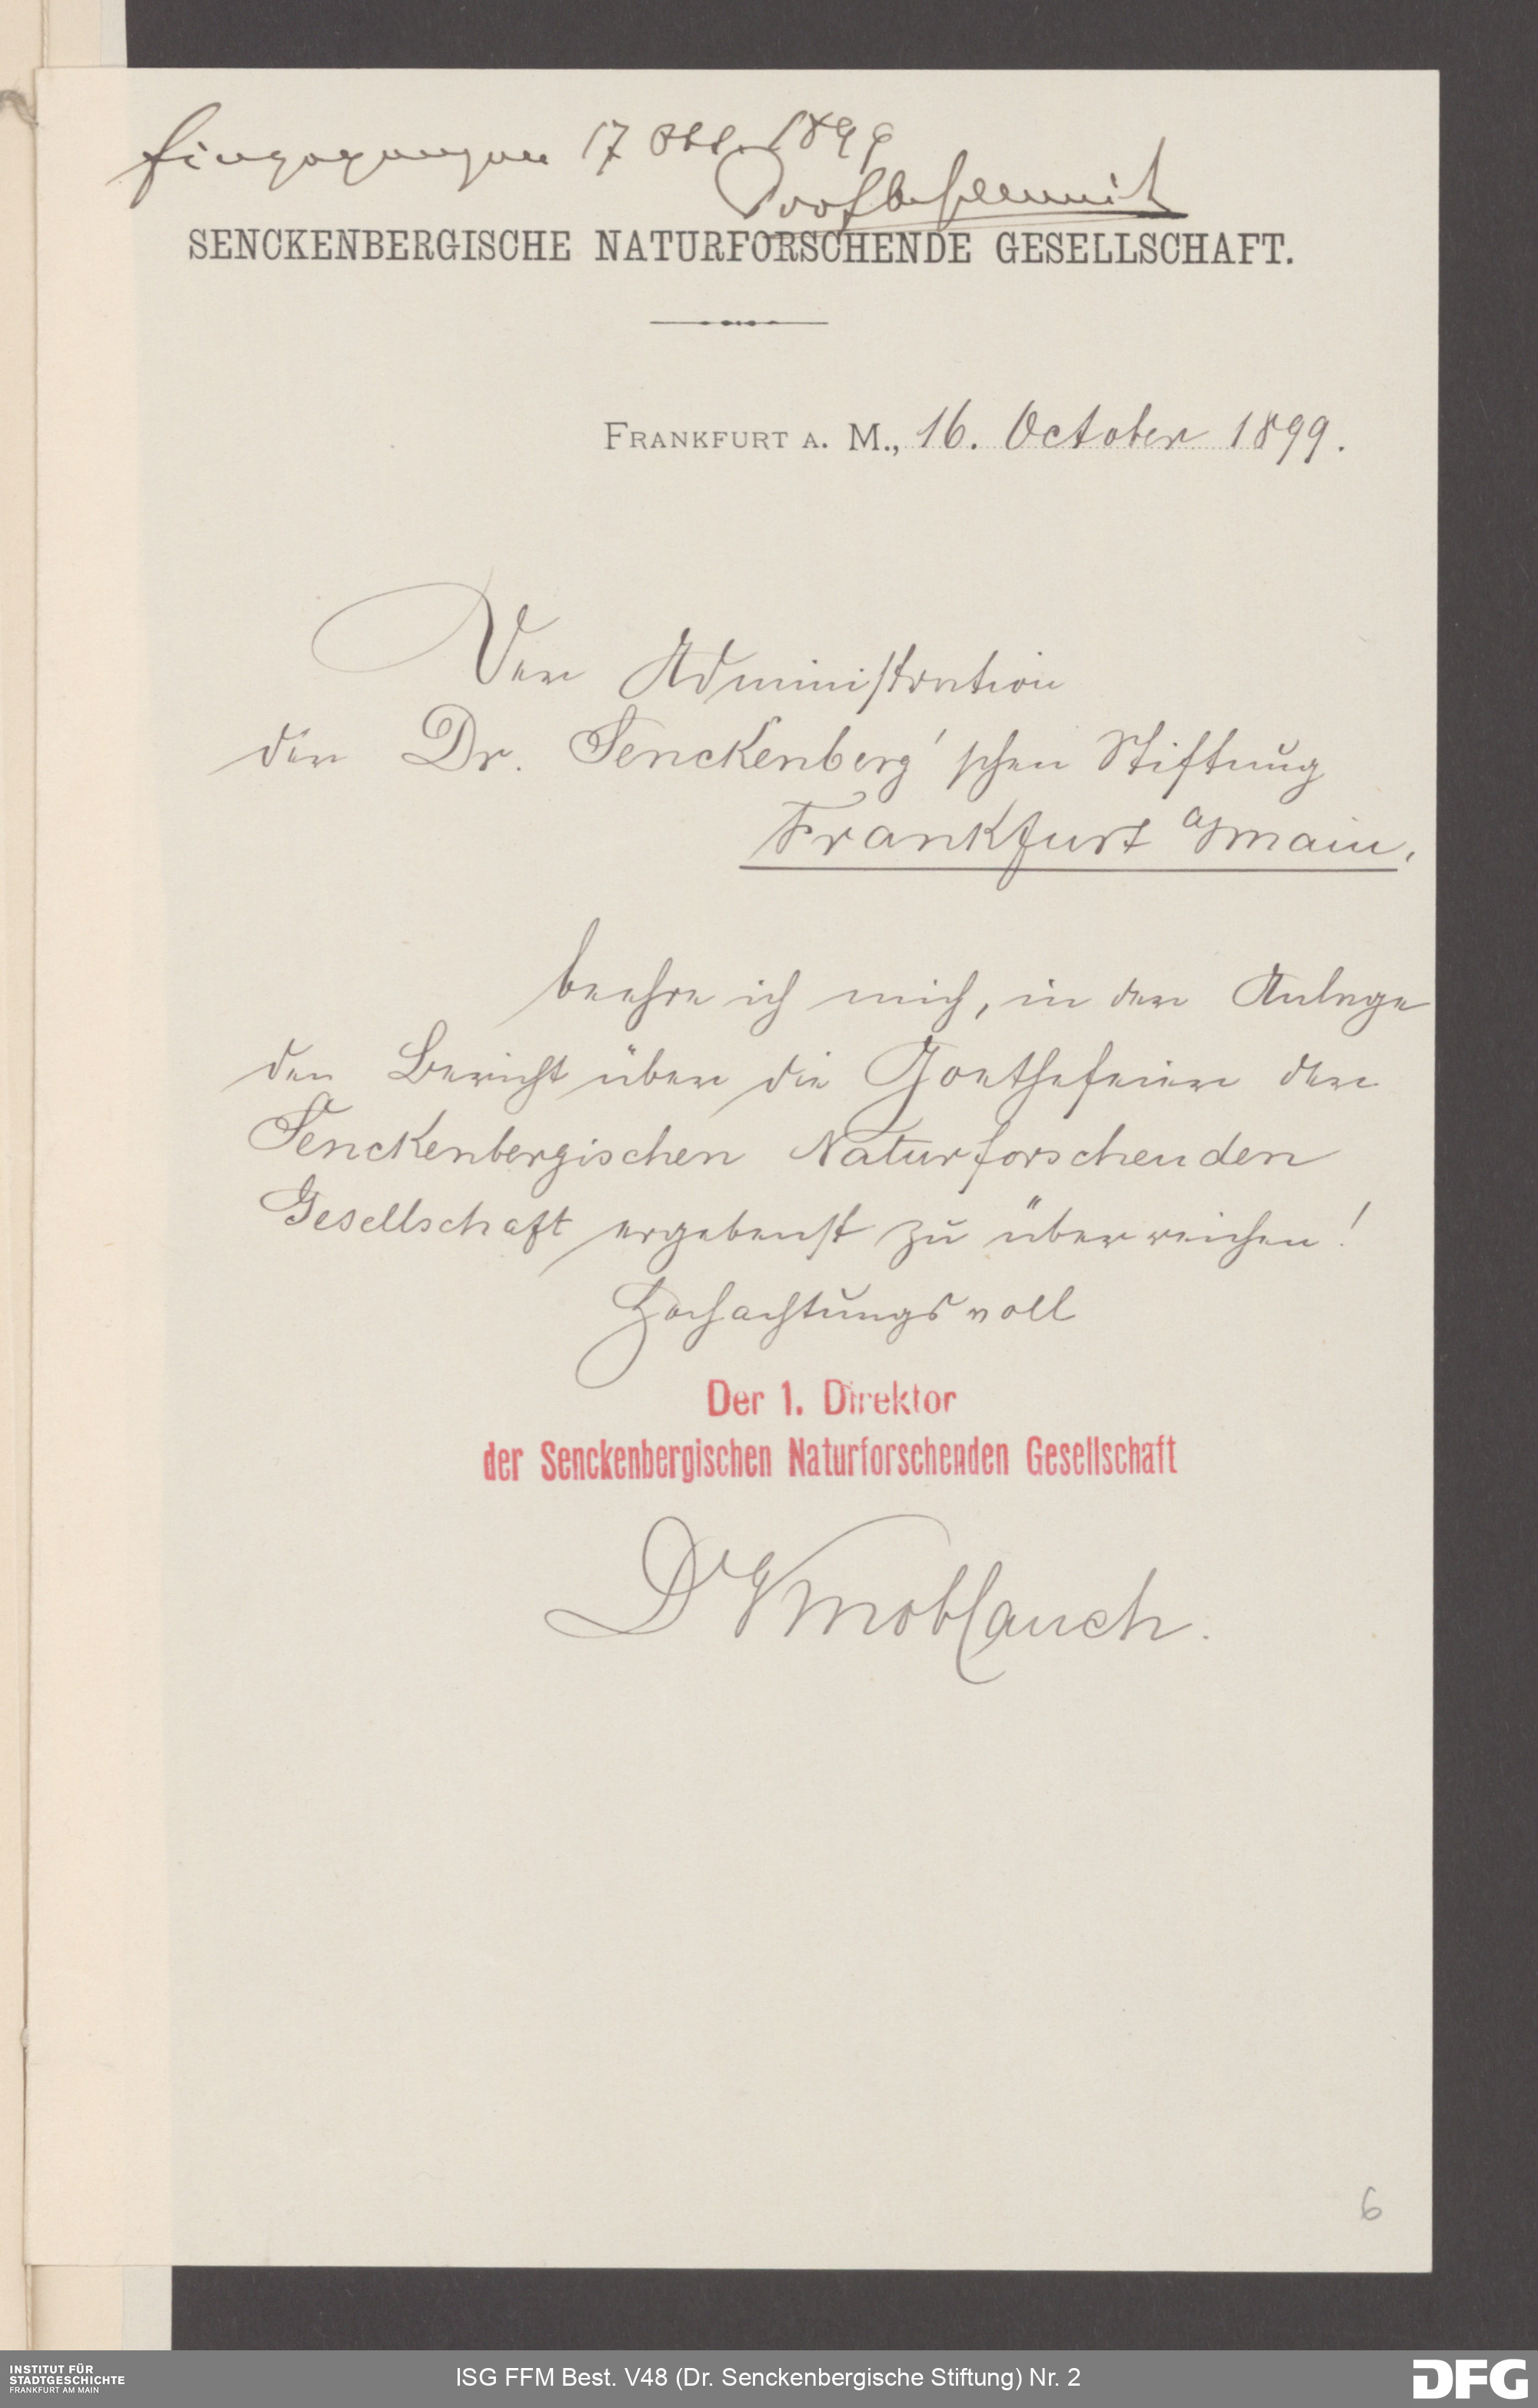 Eingegangen 17 Okt. 1899
SENCKENBERGISCHE NATURFORSCHENDE GESELLSCHAFT.
FRANKFURT A. M., 16. October 1899.
Der Administration
der Dr. Senckenberg'schen Stiftung
Frankfurt a/Main.
beehre ich mich, in der Anlage
den Bericht über die Goethefeier der
Senckenbergischen Naturforschenden
Gesellschaft ergebenst zu überreichen!
Hochachtungsvoll
Der 1. Direktor
der Senckenbergischen Naturforschenden Gesellschaft
Dr Knoblauch.
6
INSTITUT FÜR
STADTGESCHICHTE
FRANKFURT AM MAIN
ISG FFM Best. V48 (Dr. Senckenbergische Stiftung) Nr. 2
DFG